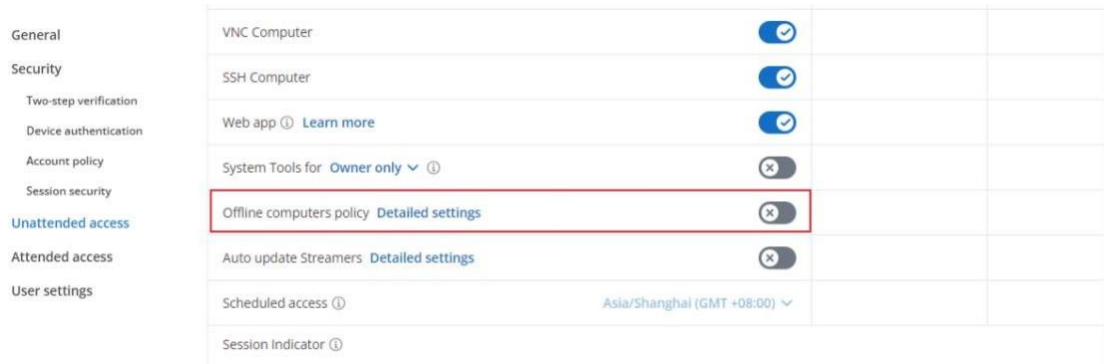 General
Security
Two-step verification
Device authentication
Account policy
Session security
Unattended access
Attended access
User settings
VNC Computer
SSH Computer
Web app Learn more
System Tools for Owner only
Offline computers policy Detailed settings
Auto update Streamers Detailed settings
Scheduled access Asia/Shanghai (GMT +08:00)
Session Indicator